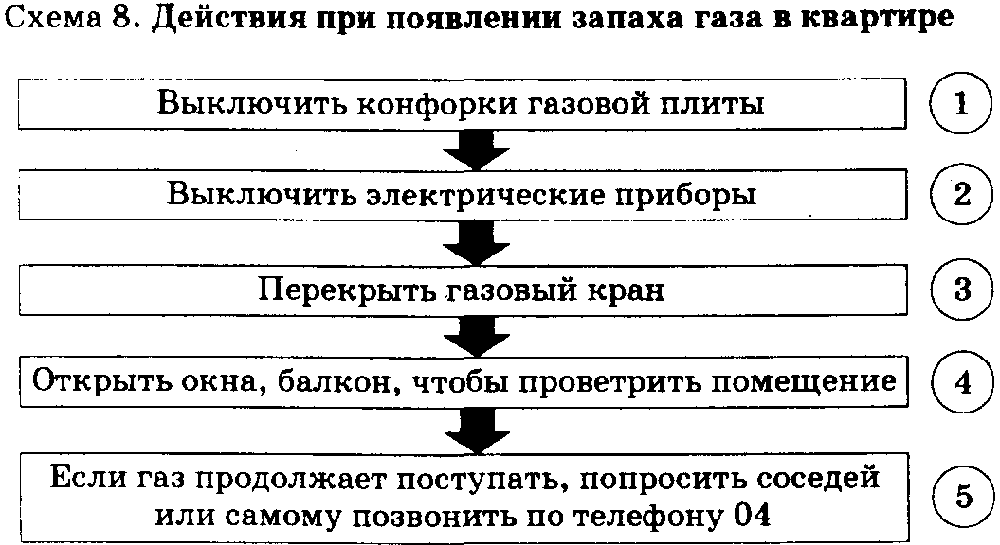 Схема 8. Действия при появлении запаха газа в квартире
Выключить конфорки газовой плиты
1
Выключить электрические приборы
2
Перекрыть газовый кран
3
Открыть окна, балкон, чтобы проветрить помещение
4
Если газ продолжает поступать, попросить соседей
или самому позвонить по телефону 04
5